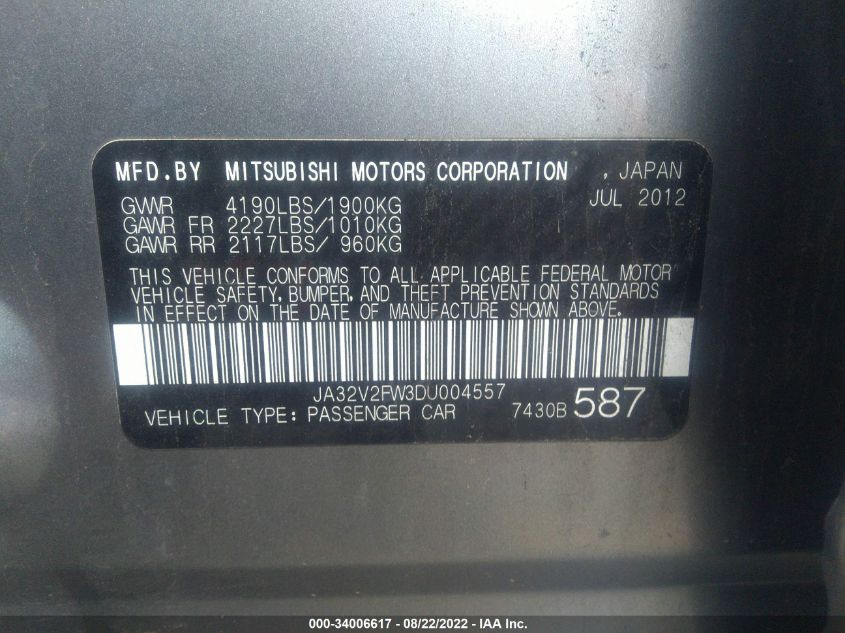 MFD.BY MITSUBISHI MOTORS CORPORATION , JAPAN
JUL 2012
GVWR 4190LBS/1900KG
GAWR FR 2227LBS/1010KG
GAWR RR 2117LBS/ 960KG
THIS VEHICLE CONFORMS TO ALL APPLICABLE FEDERAL MOTOR
VEHICLE SAFETY, BUMPER, AND THEFT PREVENTION STANDARDS
IN EFFECT ON THE DATE OF MANUFACTURE SHOWN ABOVE.
JA32V2FW3DU004557
VEHICLE TYPE: PASSENGER CAR 7430B 587
000-34006617 - 08/22/2022 - IAA Inc.